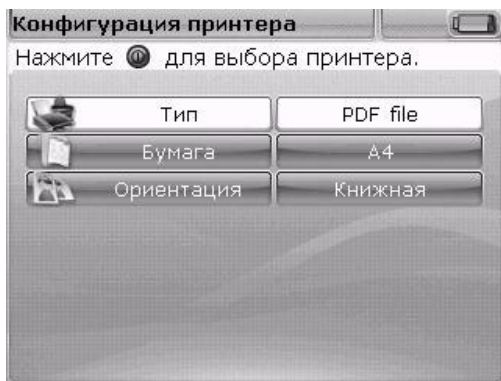 Конфигурация принтера
Нажмите для выбора принтера.
Тип PDF file
Бумага A4
Ориентация Книжная